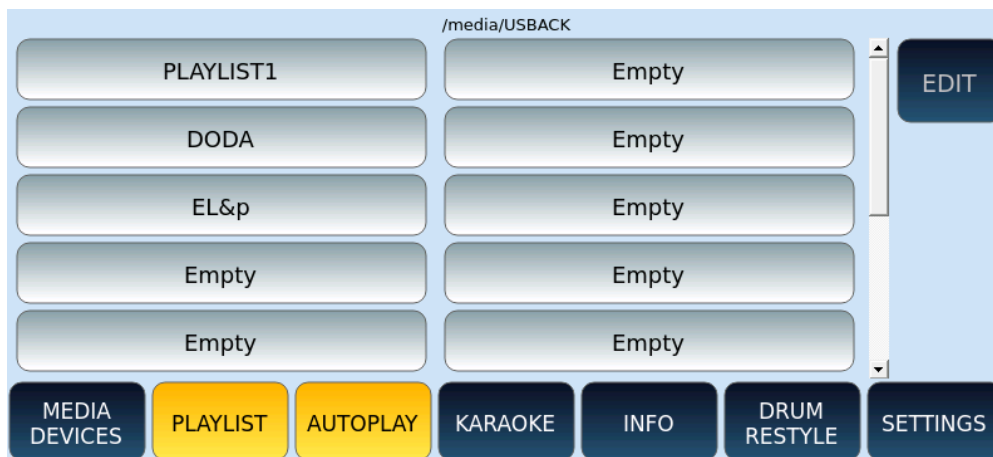 /media/USBACK
PLAYLIST1
Empty
EDIT
DODA
Empty
EL&p
Empty
Empty
Empty
Empty
Empty
MEDIA
DEVICES
PLAYLIST
AUTOPLAY
KARAOKE
INFO
DRUM
RESTYLE
SETTINGS